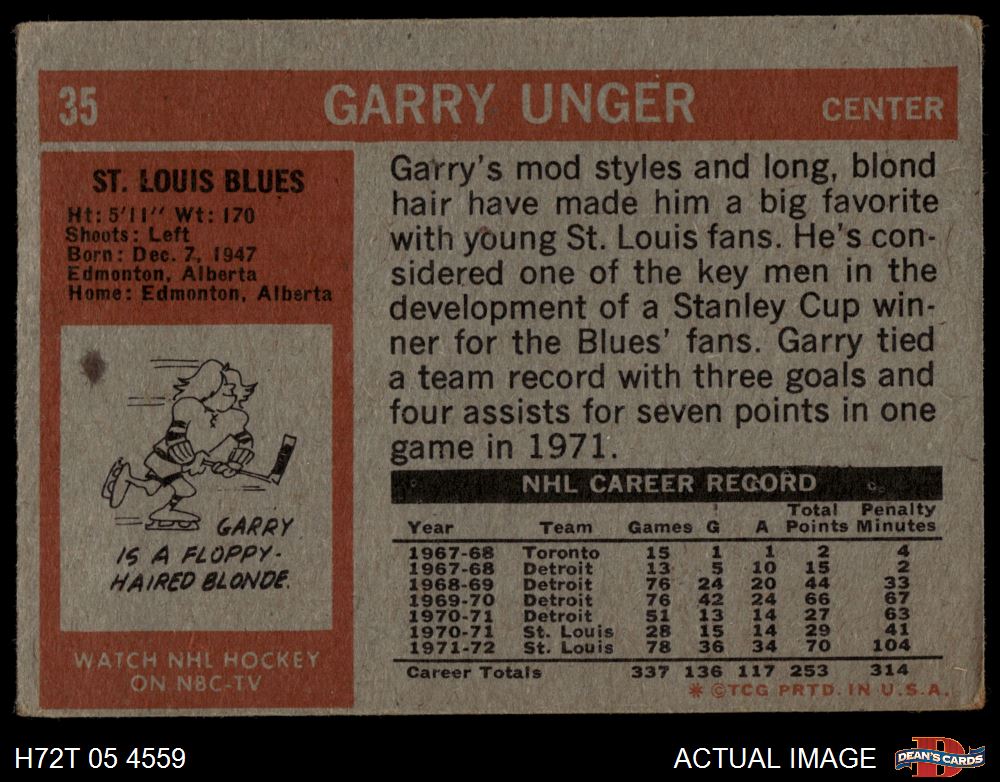 35 GARRY UNGER CENTER
ST. LOUIS BLUES
Ht: 5'11" Wt: 170
Shoots: Left
Born: Dec. 7, 1947
Edmonton, Alberta
Home: Edmonton, Alberta
GARRY
IS A FLOPPY-
HAIRED BLONDE.
WATCH NHL HOCKEY
ON NBC-TV
Garry's mod styles and long, blond
hair have made him a big favorite
with young St. Louis fans. He's con-
sidered one of the key men in the
development of a Stanley Cup win-
ner for the Blues' fans. Garry tied
a team record with three goals and
four assists for seven points in one
game in 1971.
NHL CAREER RECORD
Total Penalty
Year Team Games G A Points Minutes
1967-68 Toronto 15 1 1 2 4
1967-68 Detroit 13 5 10 15 2
1968-69 Detroit 76 24 20 44 33
1969-70 Detroit 76 42 24 66 67
1970-71 Detroit 51 13 14 27 63
1970-71 St. Louis 28 15 14 29 41
1971-72 St. Louis 78 36 34 70 104
Career Totals 337 136 117 253 314
* ©TCG PRTD. IN U.S.A.
H72T 05 4559 ACTUAL IMAGE D DEAN'S CARDS